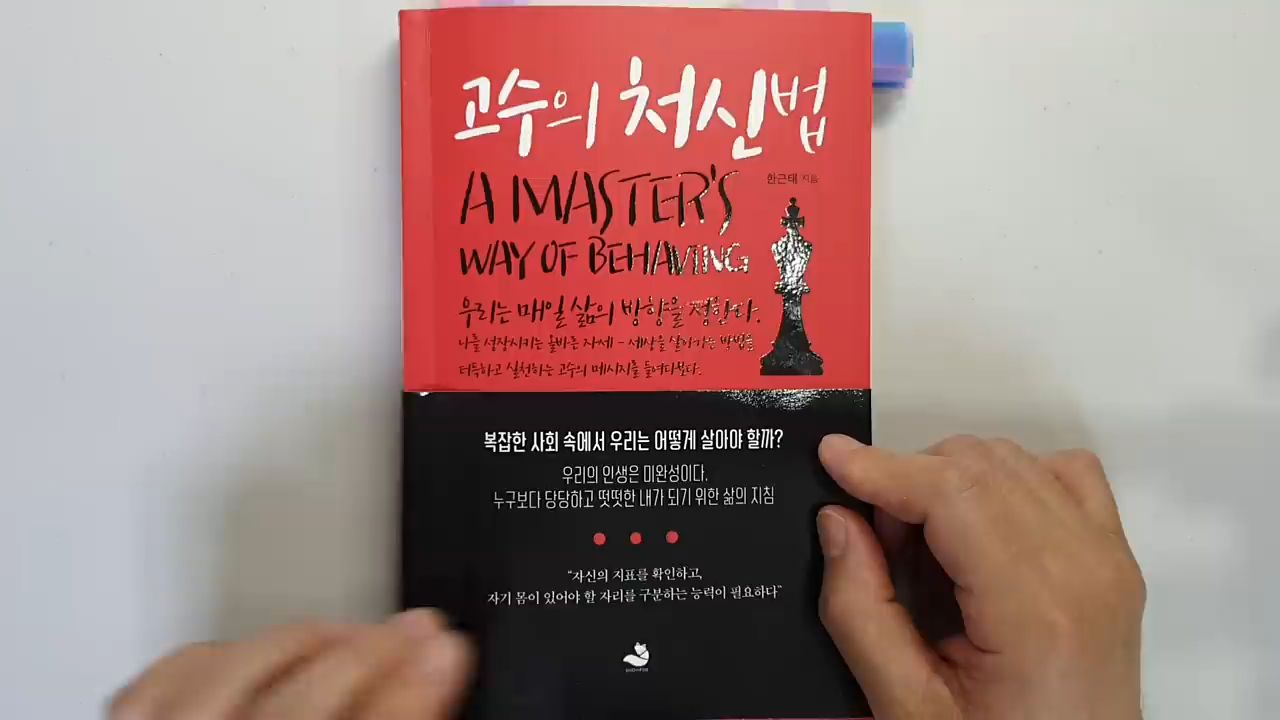 고수의 처신법
한근태 지음
A MASTER'S
WAY OF BEHAVING
우리는 매일 삶의 방향을 정한다.
나를 성장시키는 올바른 자세 - 세상을 살아가는 방법을
터득하고 실천하는 고수의 메시지를 들여다본다.
복잡한 사회 속에서 우리는 어떻게 살아야 할까?
우리의 인생은 미완성이다.
누구보다 당당하고 떳떳한 내가 되기 위한 삶의 지침
“자신의 지표를 확인하고,
자기 몸이 있어야 할 자리를 구분하는 능력이 필요하다”